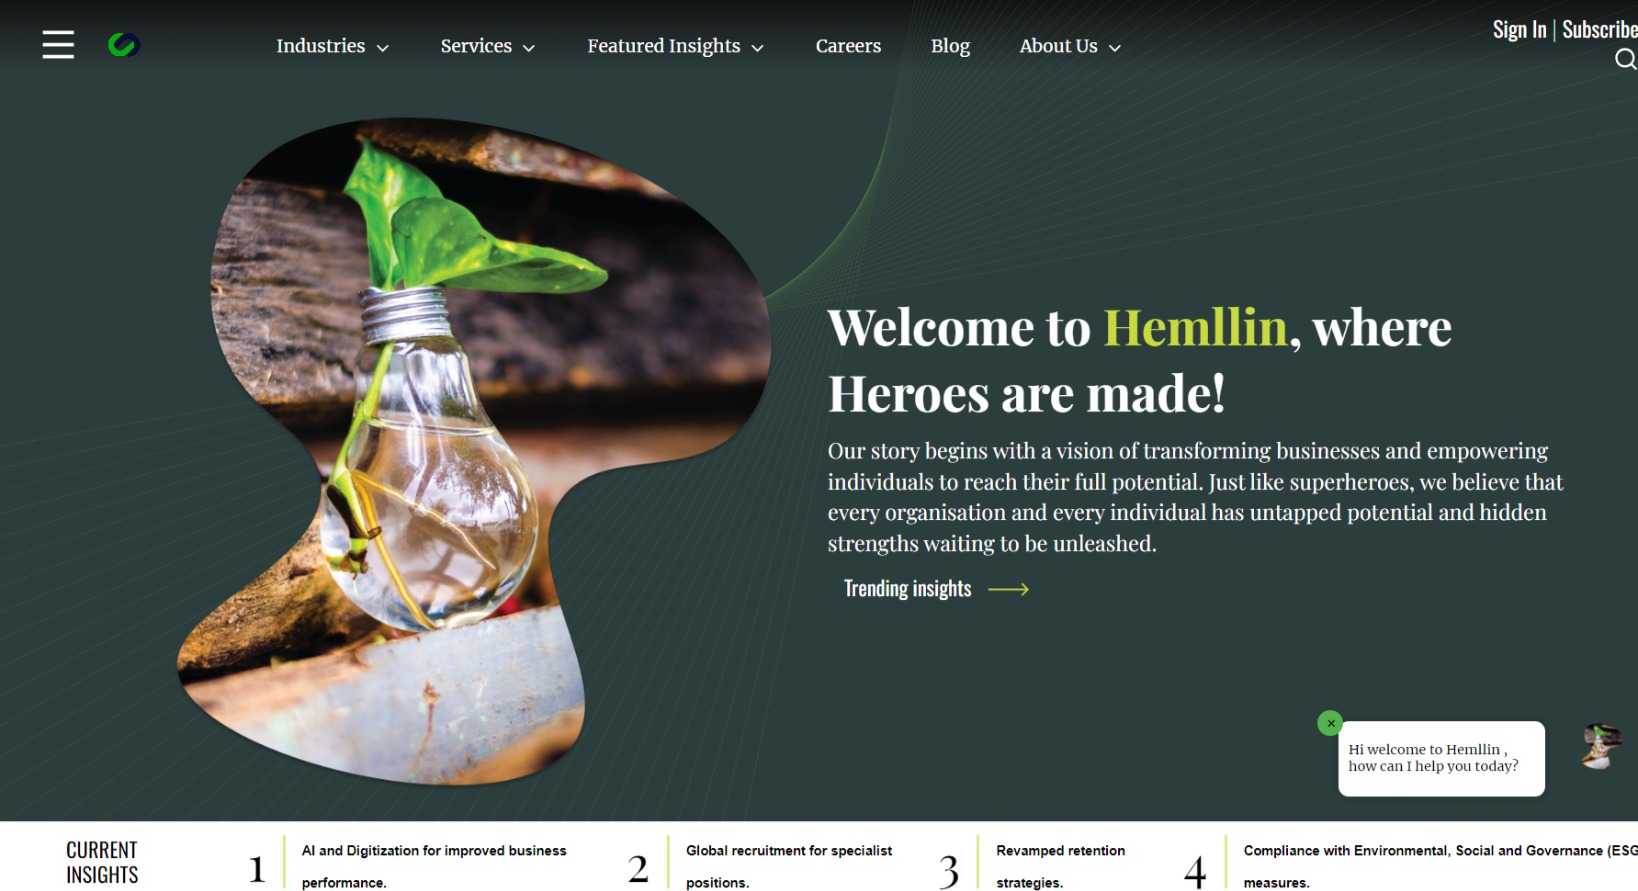 Industries Services Featured Insights Careers Blog About Us
Sign In | Subscribe
Welcome to Hemllin, where
Heroes are made!
Our story begins with a vision of transforming businesses and empowering
individuals to reach their full potential. Just like superheroes, we believe that
every organisation and every individual has untapped potential and hidden
strengths waiting to be unleashed.
Trending insights
×
Hi welcome to Hemllin ,
how can I help you today?
CURRENT
INSIGHTS
1
AI and Digitization for improved business
performance.
2
Global recruitment for specialist
positions.
3
Revamped retention
strategies.
4
Compliance with Environmental, Social and Governance (ESG
measures.